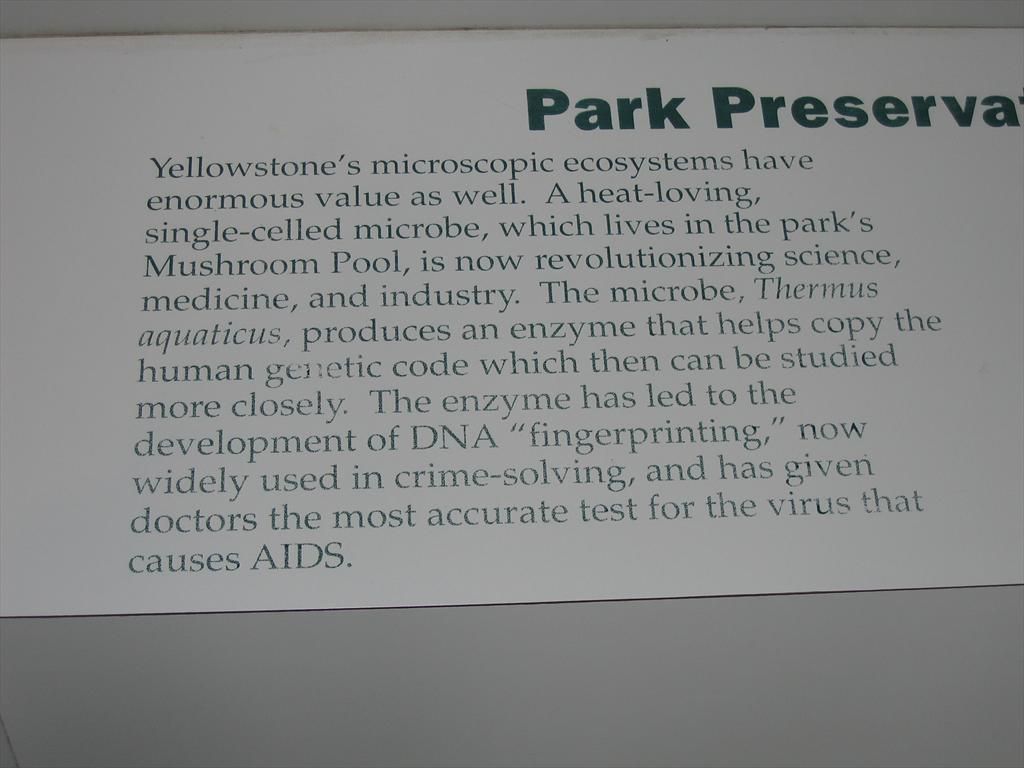 Park Preservat
Yellowstone's microscopic ecosystems have
enormous value as well. A heat-loving,
single-celled microbe, which lives in the park's
Mushroom Pool, is now revolutionizing science,
medicine, and industry. The microbe, Thermus
aquaticus, produces an enzyme that helps copy the
human genetic code which then can be studied
more closely. The enzyme has led to the
development of DNA "fingerprinting," now
widely used in crime-solving, and has given
doctors the most accurate test for the virus that
causes AIDS.